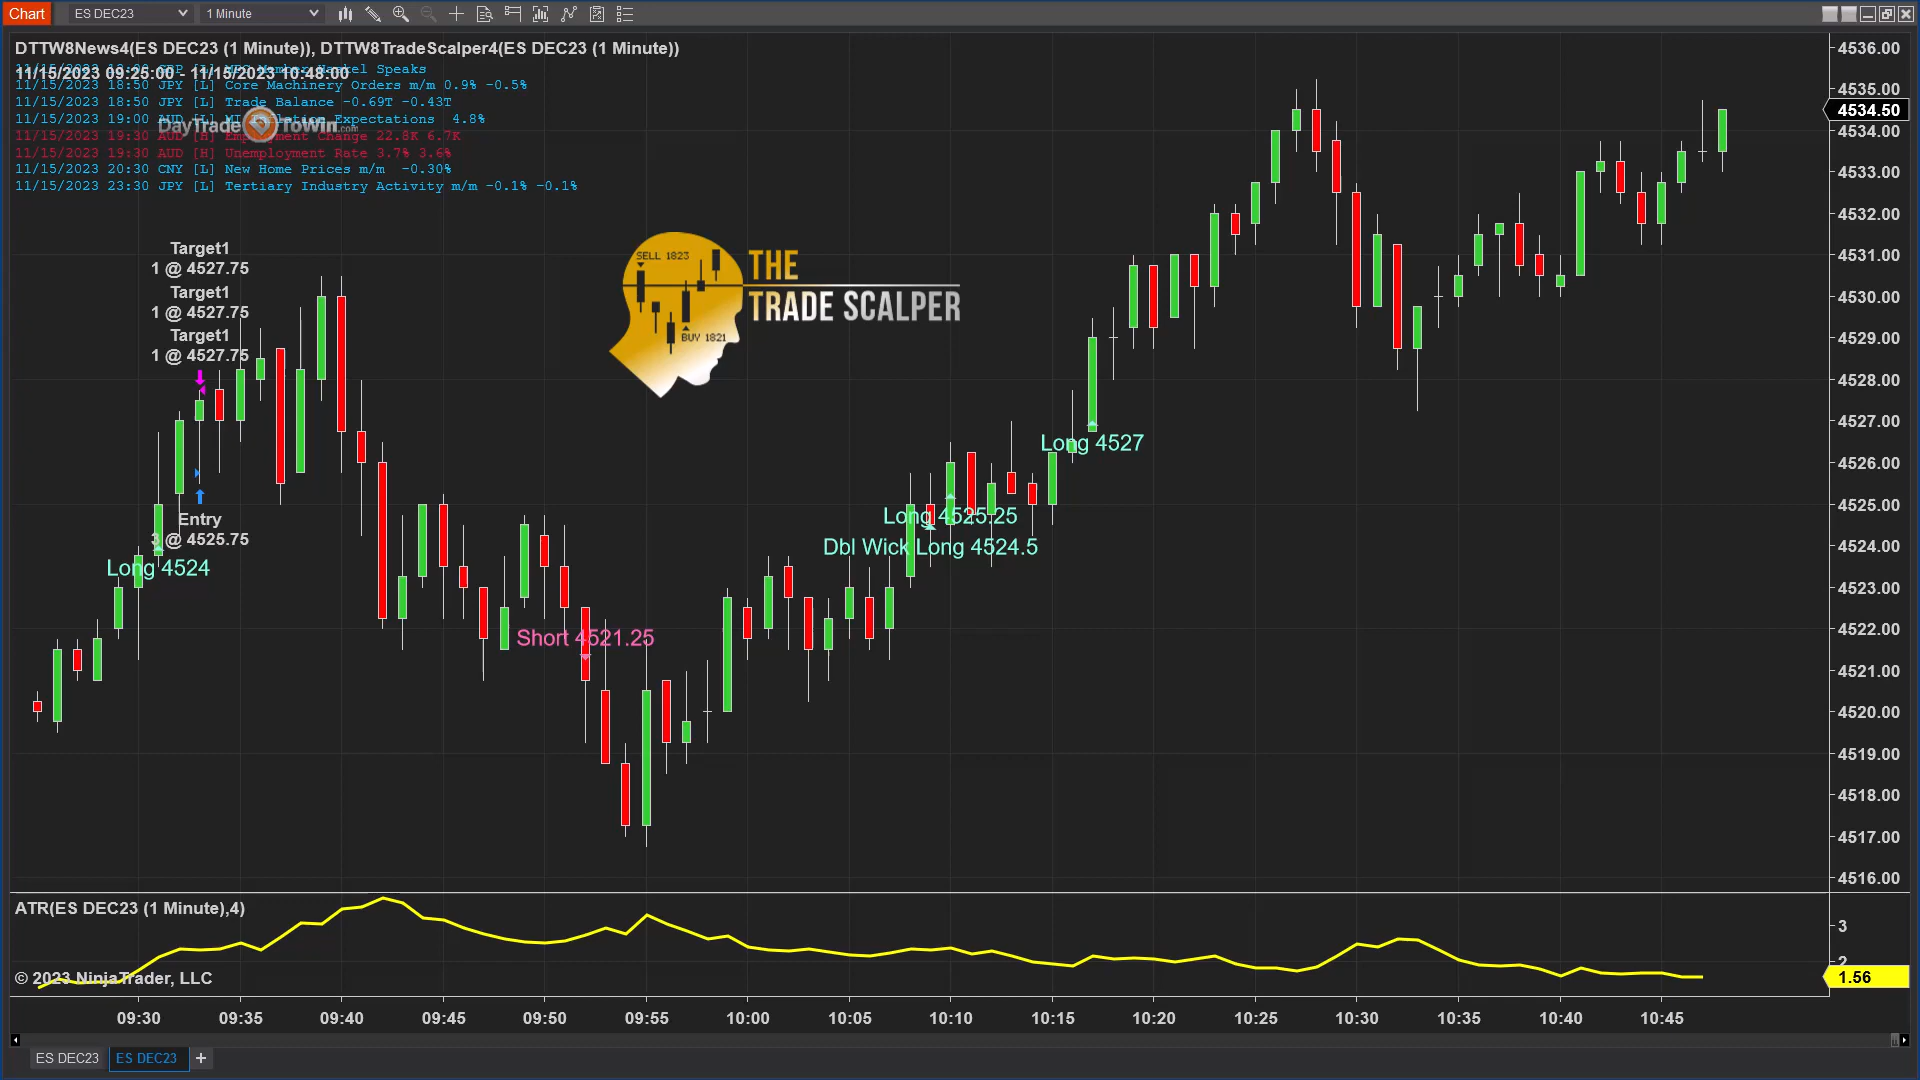 Chart ES DEC23 1 Minute
DTTW8News4(ES DEC23 (1 Minute)), DTTW8TradeScalper4(ES DEC23 (1 Minute))
Speaks
11/15/2023 09:25:00 - 11/15/2023 10:48:00
11/15/2023 18:50 JPY [L] Core Machinery Orders m/m 0.9% -0.5%
11/15/2023 18:50 JPY [L] Trade Balance -0.69T -0.43T
11/15/2023 19:00 AUD [L] MI Inflation Expectations 4.8%
DayTradeToWin.com
11/15/2023 19:30 AUD [H] Employment Change 22.8K 6.7K
11/15/2023 19:30 AUD [H] Unemployment Rate 3.7% 3.6%
11/15/2023 20:30 CNY [L] New Home Prices m/m -0.30%
11/15/2023 23:30 JPY [L] Tertiary Industry Activity m/m -0.1% -0.1%
Target1
1 @ 4527.75
Target1
1 @ 4527.75
Target1
1 @ 4527.75
Entry
3 @ 4525.75
Long 4524
SELL 1823
BUY 1821
THE
TRADE SCALPER
Short 4521.25
Long 4525.25
Dbl Wick Long 4524.5
Long 4527
4536.00
4535.00
4534.50
4534.00
4533.00
4532.00
4531.00
4530.00
4529.00
4528.00
4527.00
4526.00
4525.00
4524.00
4523.00
4522.00
4521.00
4520.00
4519.00
4518.00
4517.00
4516.00
ATR(ES DEC23 (1 Minute),4)
3
2
1.56
© 2023 NinjaTrader, LLC
09:30 09:35 09:40 09:45 09:50 09:55 10:00 10:05 10:10 10:15 10:20 10:25 10:30 10:35 10:40 10:45
ES DEC23 ES DEC23 +